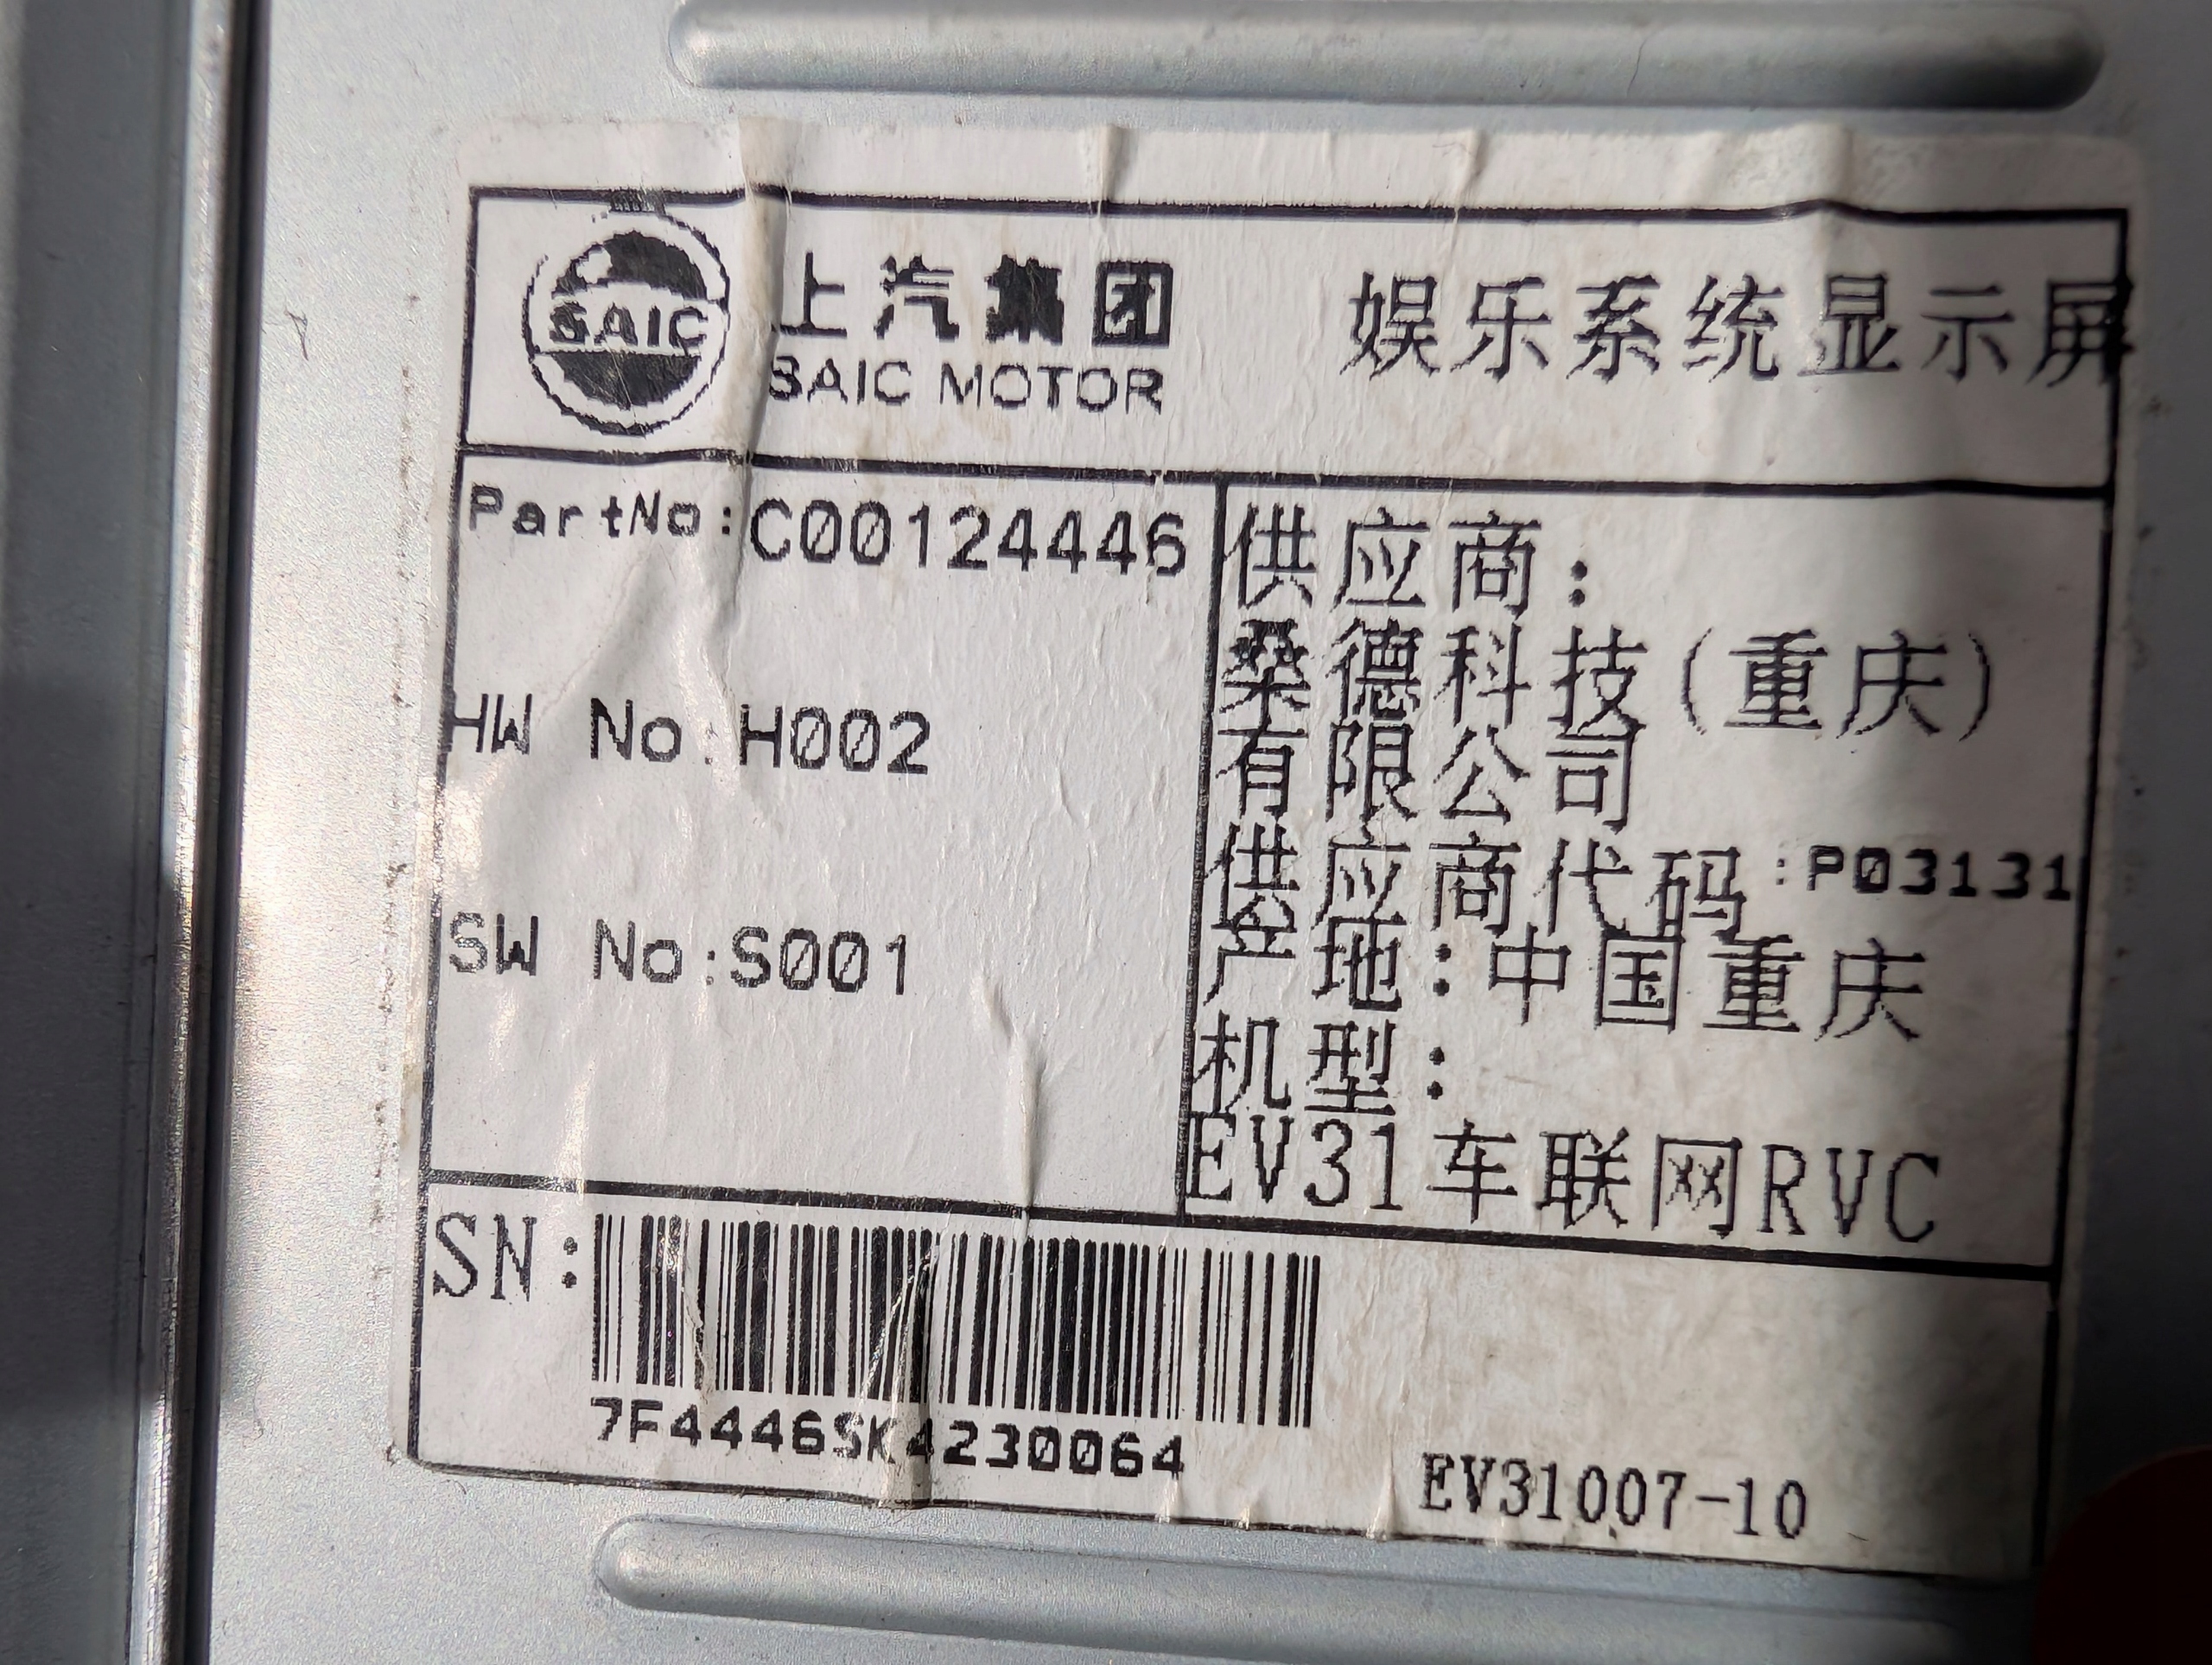 SAIC
上汽集团
SAIC MOTOR
娱乐系统显示屏
PartNo:C00124446
HW No:H002
SW No:S001
供应商:
桑德科技(重庆)
有限公司
供应商代码:P03131
产地:中国重庆
机型:
EV31车联网RVC
SN:
7F4446SK4230064
EV31007-10